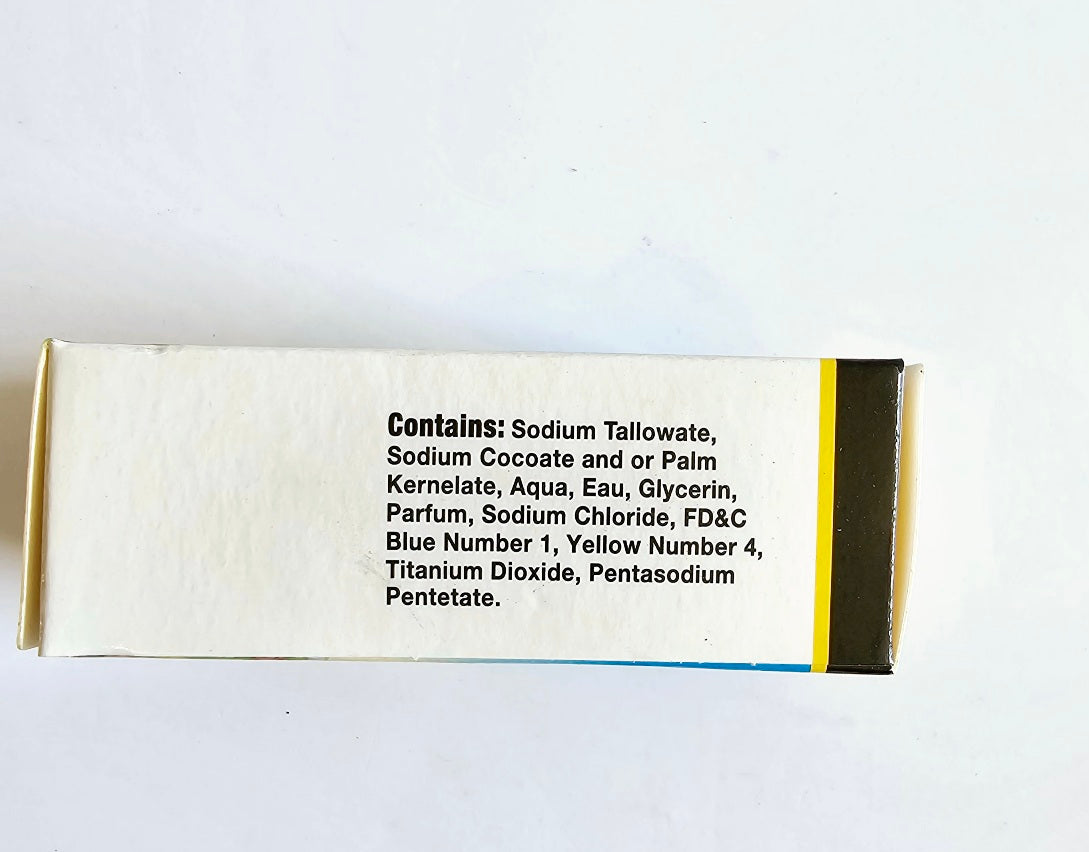 Contains: Sodium Tallowate,
Sodium Cocoate and or Palm
Kernelate, Aqua, Eau, Glycerin,
Parfum, Sodium Chloride, FD&C
Blue Number 1, Yellow Number 4,
Titanium Dioxide, Pentasodium
Pentetate.